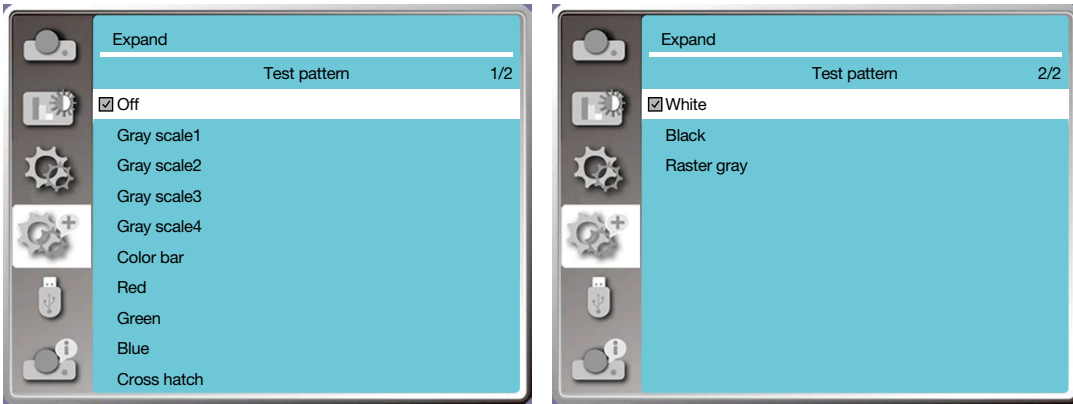 Expand
Test pattern 1/2
Off
Gray scale1
Gray scale2
Gray scale3
Gray scale4
Color bar
Red
Green
Blue
Cross hatch
Expand
Test pattern 2/2
White
Black
Raster gray